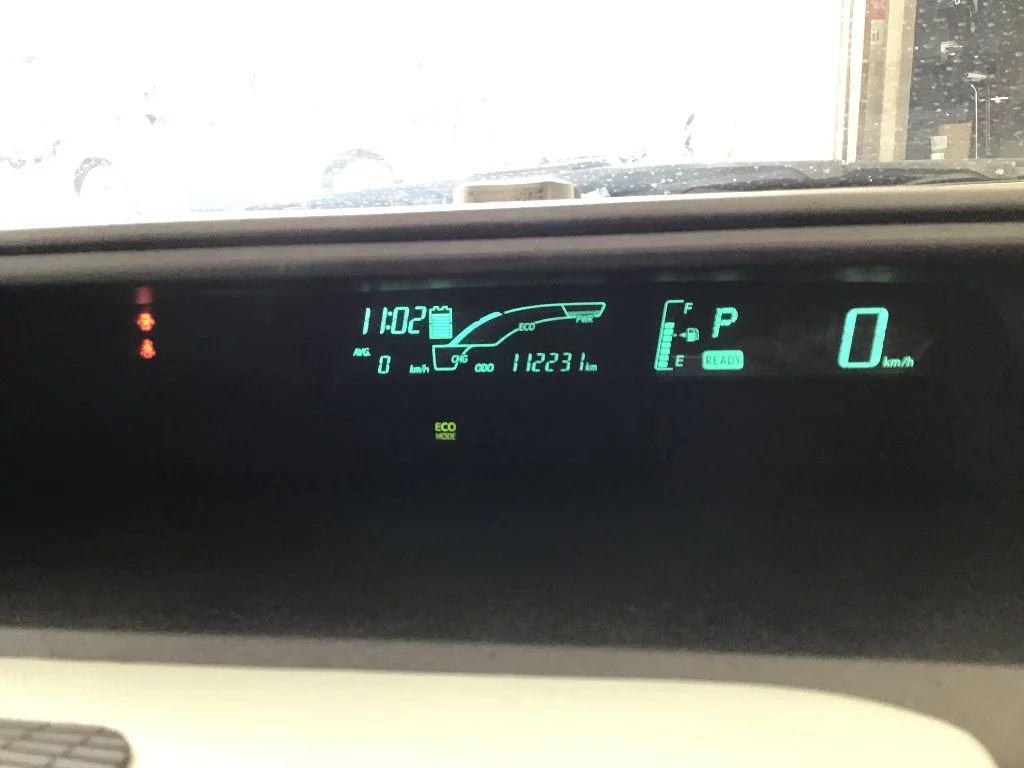 11:02
ECO
PWR
AVG.
0 km/h
CHG
ODO 112231 km
F
E
P
READY
0 km/h
ECO
MODE